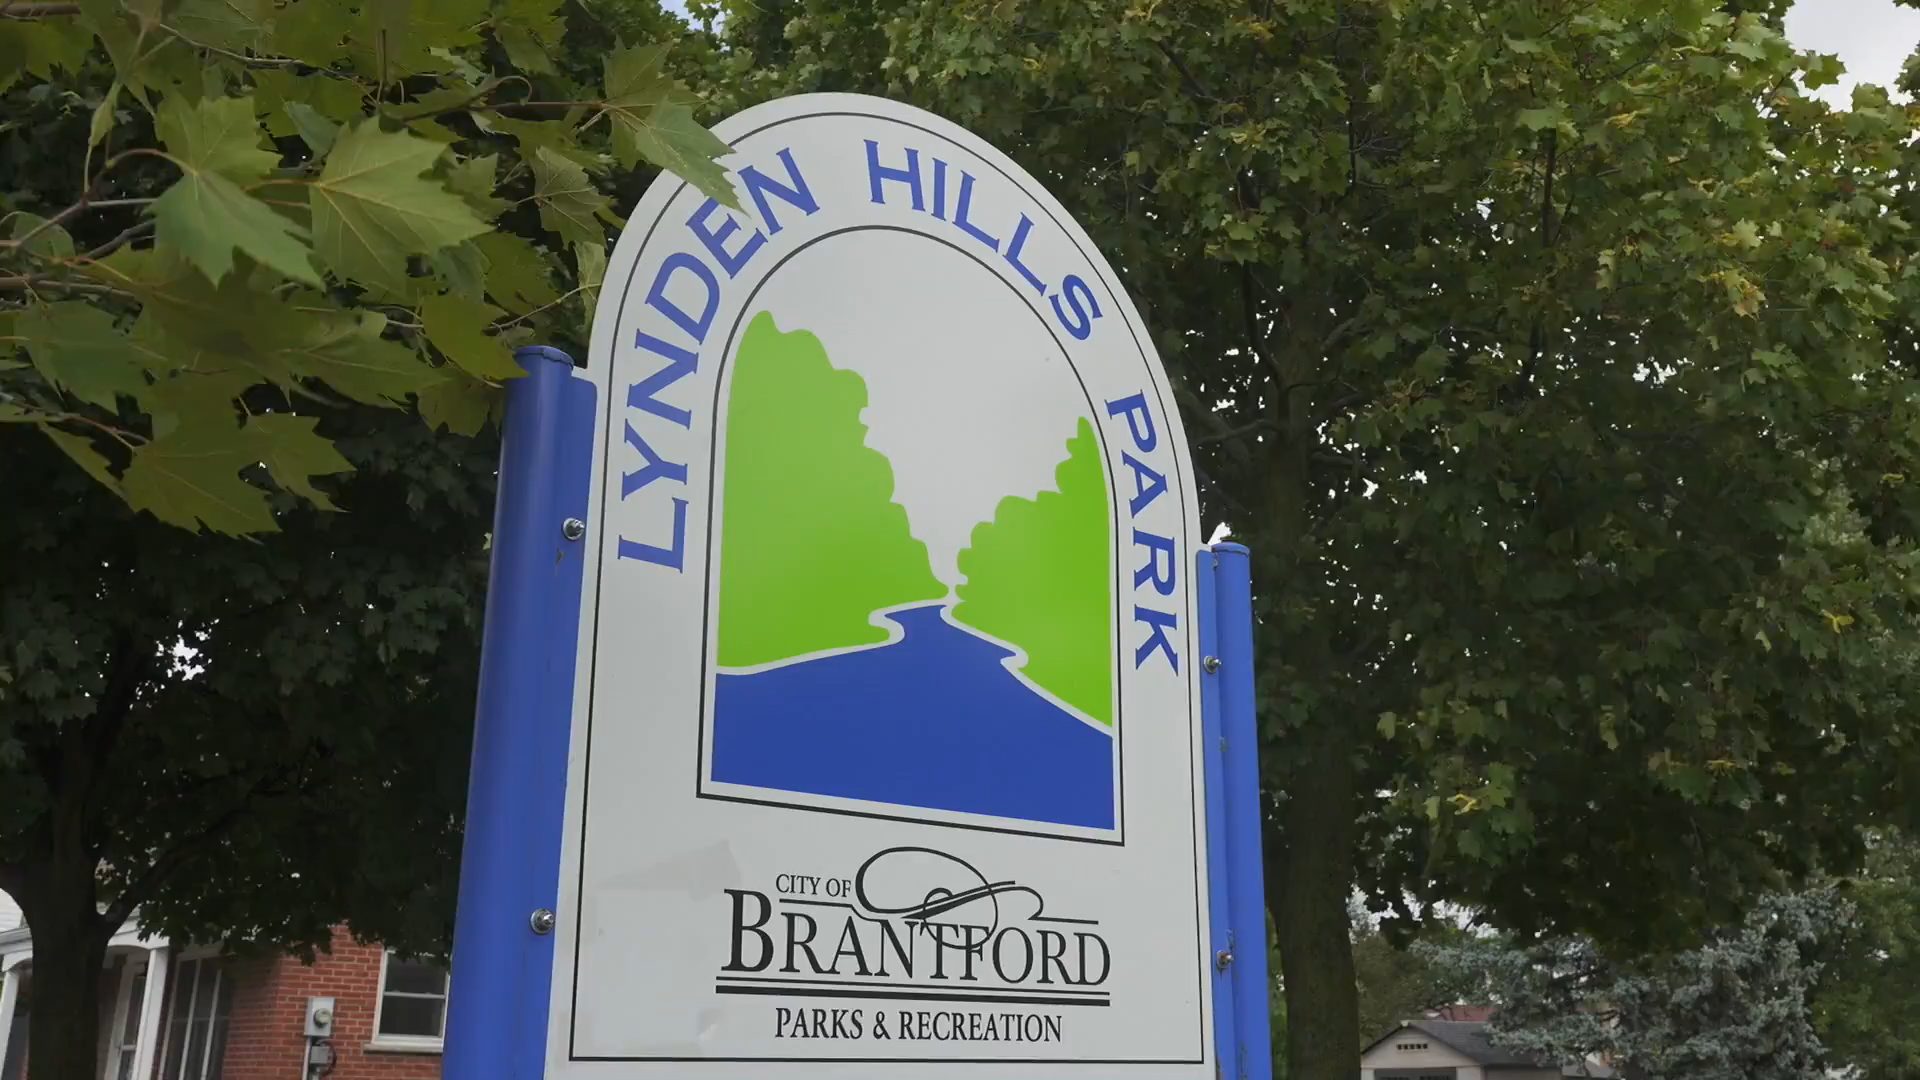 LYNDEN HILLS PARK
CITY OF
BRANTFORD
PARKS & RECREATION